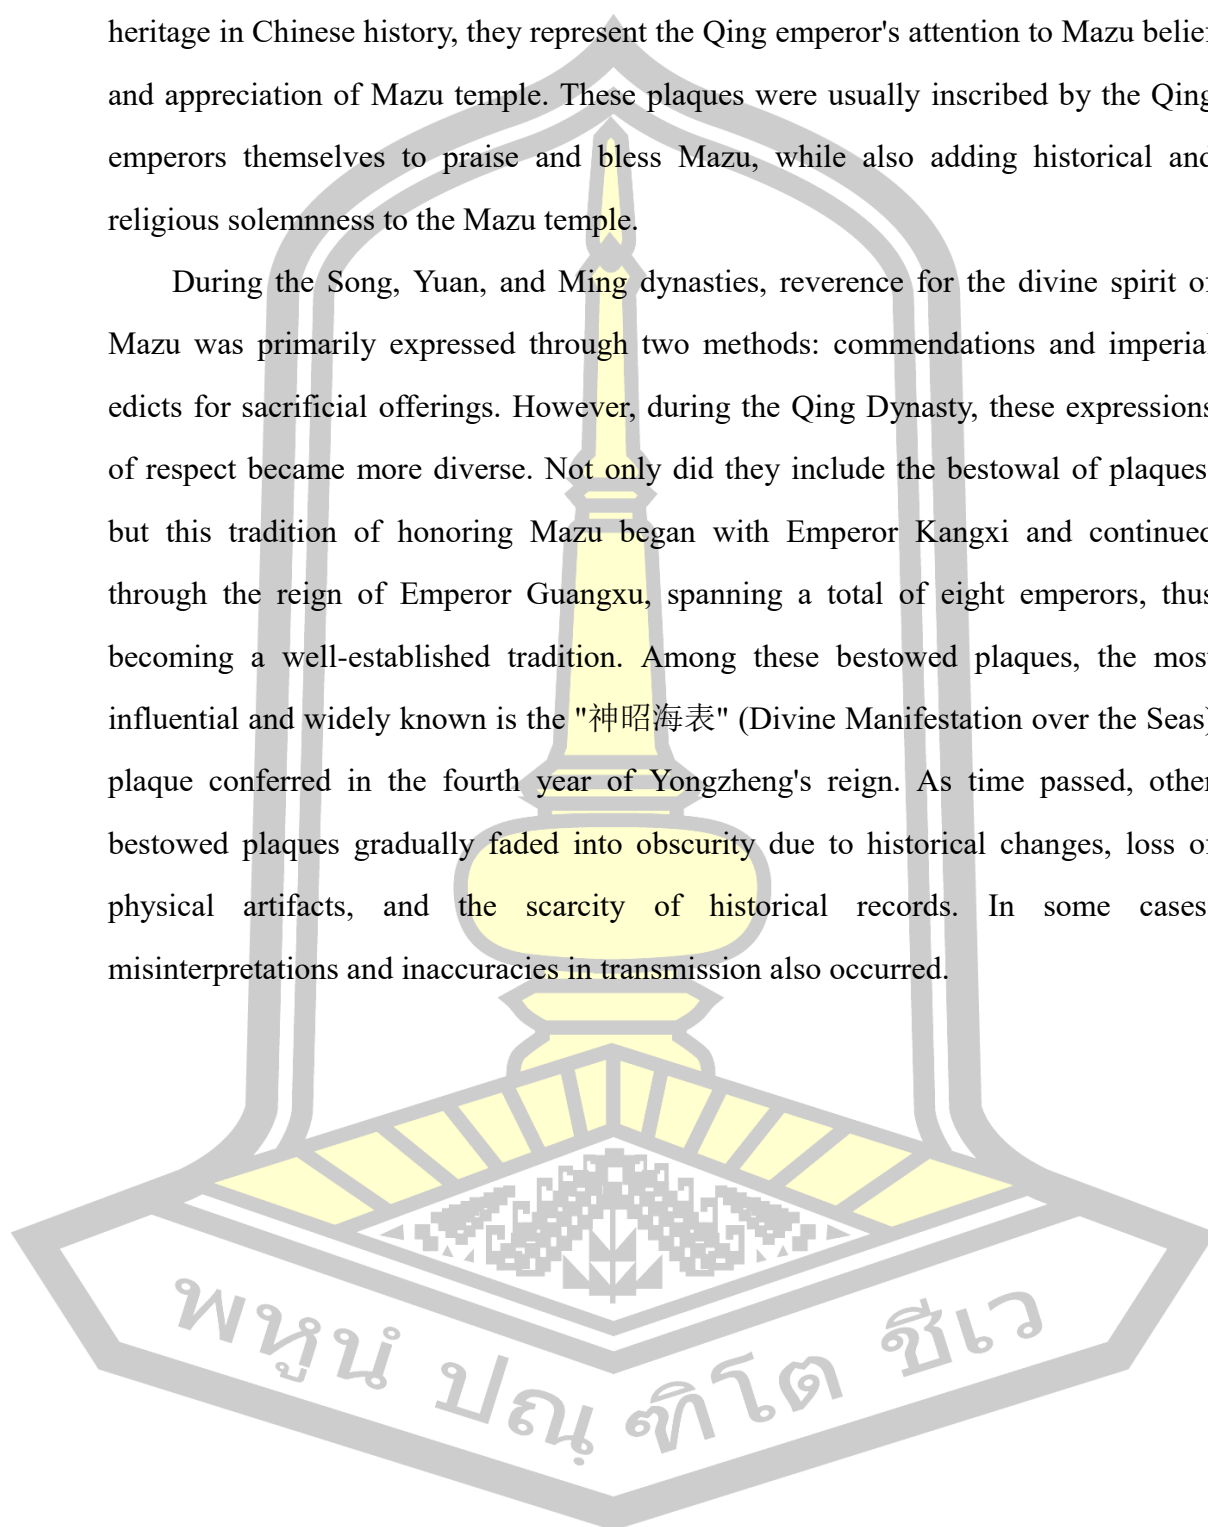 heritage in Chinese history, they represent the Qing emperor's attention to Mazu belief
and appreciation of Mazu temple. These plaques were usually inscribed by the Qing
emperors themselves to praise and bless Mazu, while also adding historical and
religious solemnness to the Mazu temple.
During the Song, Yuan, and Ming dynasties, reverence for the divine spirit of
Mazu was primarily expressed through two methods: commendations and imperial
edicts for sacrificial offerings. However, during the Qing Dynasty, these expressions
of respect became more diverse. Not only did they include the bestowal of plaques,
but this tradition of honoring Mazu began with Emperor Kangxi and continued
through the reign of Emperor Guangxu, spanning a total of eight emperors, thus
becoming a well-established tradition. Among these bestowed plaques, the most
influential and widely known is the "神昭海表" (Divine Manifestation over the Seas)
plaque conferred in the fourth year of Yongzheng's reign. As time passed, other
bestowed plaques gradually faded into obscurity due to historical changes, loss of
physical artifacts, and the scarcity of historical records. In some cases,
misinterpretations and inaccuracies in transmission also occurred.
พหูนํ ปณฺฑิโต ชีเว